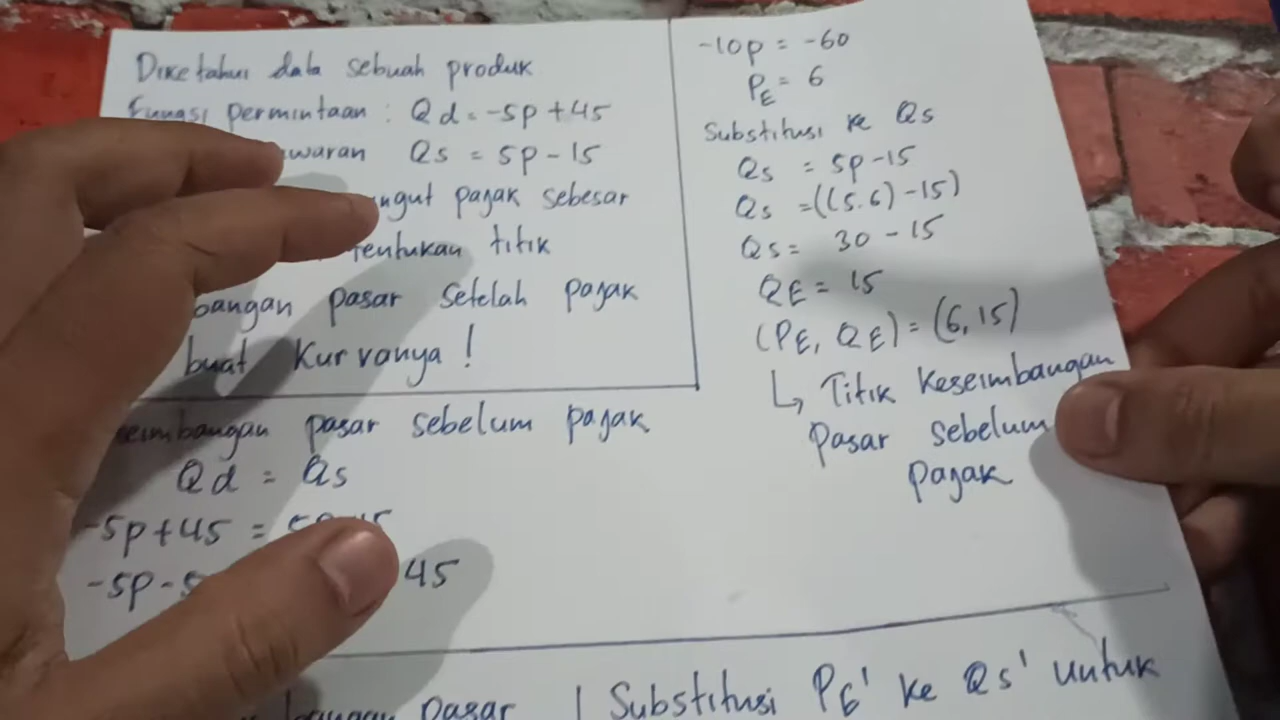 Diketahui data sebuah produk
Fungsi permintaan : Qd = -5p + 45
Qs = 5p - 15
pajak sebesar
Tentukan titik
pasar setelah pajak
buat Kurvanya !
pasar sebelum pajak
Qd = Qs
-5p + 45 =
45
-10p = -60
PE = 6
Substitusi ke Qs
Qs = 5p - 15
Qs = ((5.6) - 15)
Qs = 30 - 15
QE = 15
(PE, QE) = (6, 15)
↳ Titik Keseimbangan
Pasar sebelum
pajak
pasar
Substitusi PE' ke Qs' untuk